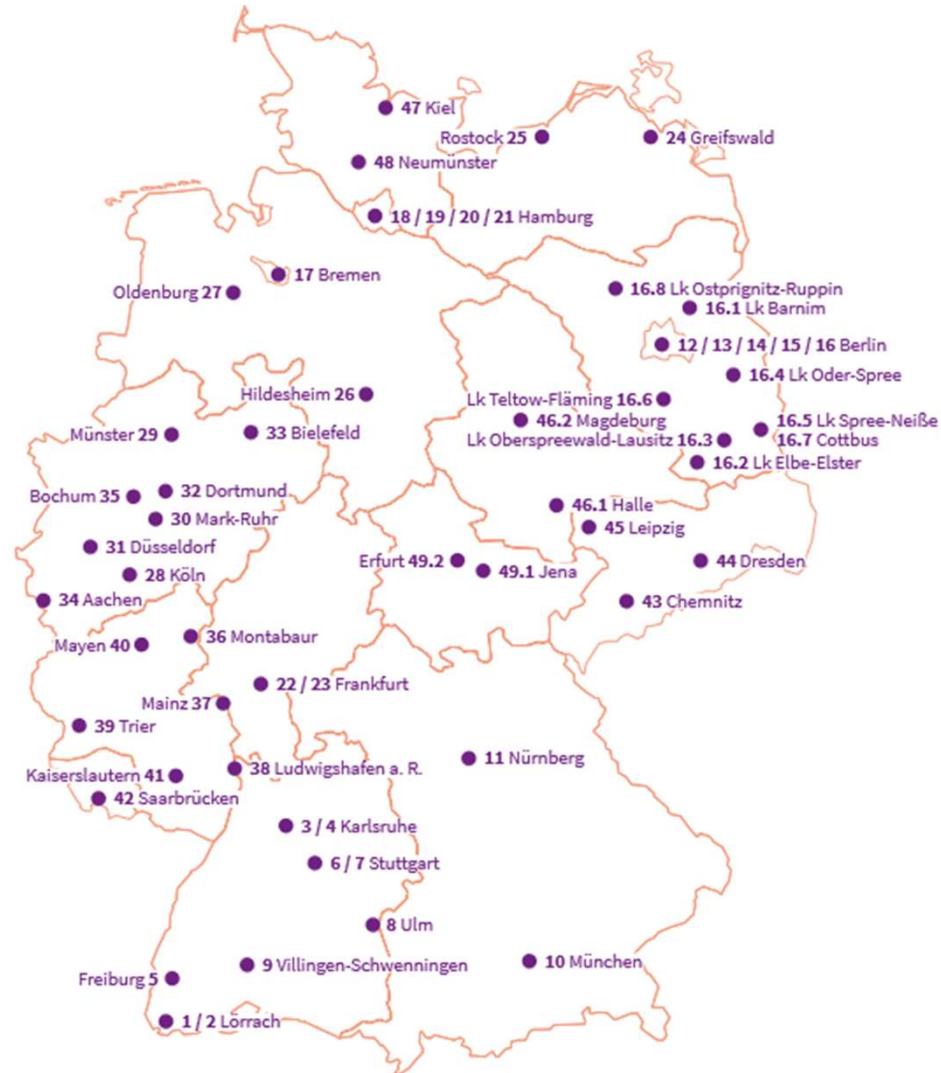 47 Kiel
Rostock 25
24 Greifswald
48 Neumünster
18 / 19 / 20 / 21 Hamburg
17 Bremen
Oldenburg 27
16.8 Lk Ostprignitz-Ruppin
16.1 Lk Barnim
12 / 13 / 14 / 15 / 16 Berlin
16.4 Lk Oder-Spree
Hildesheim 26
Lk Teltow-Fläming 16.6
46.2 Magdeburg
16.5 Lk Spree-Neiße
Münster 29
33 Bielefeld
Lk Oberspreewald-Lausitz 16.3
16.7 Cottbus
16.2 Lk Elbe-Elster
Bochum 35
32 Dortmund
46.1 Halle
30 Mark-Ruhr
45 Leipzig
31 Düsseldorf
Erfurt 49.2
49.1 Jena
44 Dresden
28 Köln
34 Aachen
43 Chemnitz
36 Montabaur
Mayen 40
22 / 23 Frankfurt
Mainz 37
39 Trier
11 Nürnberg
38 Ludwigshafen a. R.
Kaiserslautern 41
42 Saarbrücken
3 / 4 Karlsruhe
6 / 7 Stuttgart
8 Ulm
9 Villingen-Schwenningen
10 München
Freiburg 5
1 / 2 Lörrach